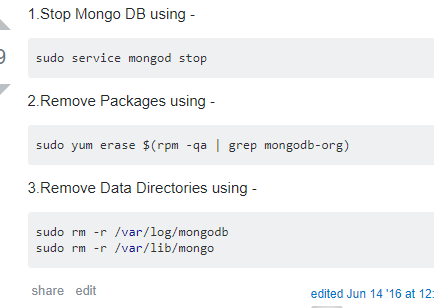 1.Stop Mongo DB using -
sudo service mongod stop
2.Remove Packages using -
sudo yum erase $(rpm -qa | grep mongodb-org)
3.Remove Data Directories using -
sudo rm -r /var/log/mongodb
sudo rm -r /var/lib/mongo
share edit
edited Jun 14 '16 at 12: